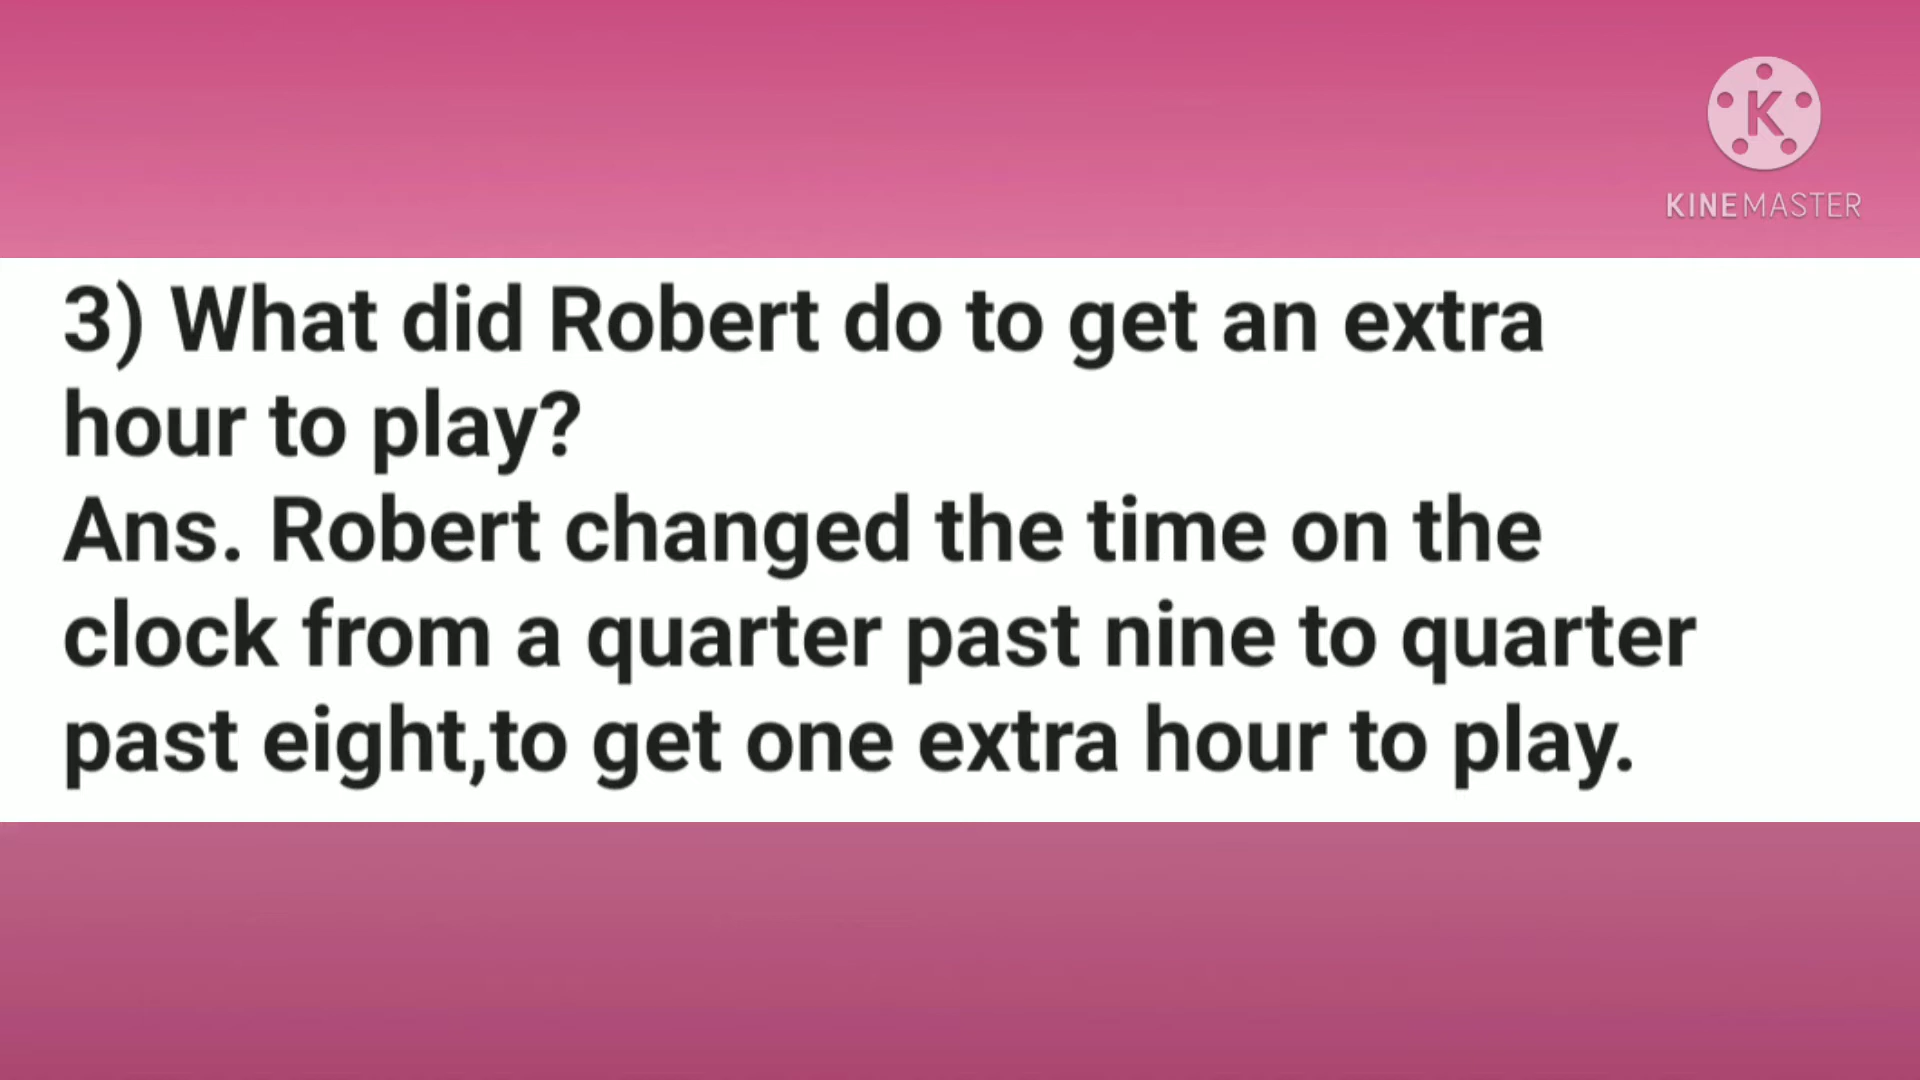 K
KINEMASTER
3) What did Robert do to get an extra
hour to play?
Ans. Robert changed the time on the
clock from a quarter past nine to quarter
past eight,to get one extra hour to play.